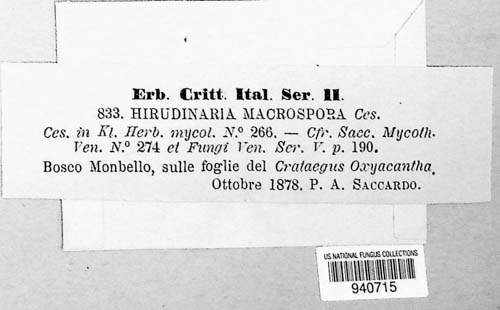 Erb. Critt. Ital. Ser. II.
833. HIRUDINARIA MACROSPORA Ces.
Ces. in Kl. Herb. mycol. N.º 266. — Cfr. Sacc. Mycoth.
Ven. N.º 274 et Fungi Ven. Ser. V. p. 190.
Bosco Monbello, sulle foglie del Crataegus Oxyacantha.
Ottobre 1878. P. A. SACCARDO.
US NATIONAL FUNGUS COLLECTIONS
940715